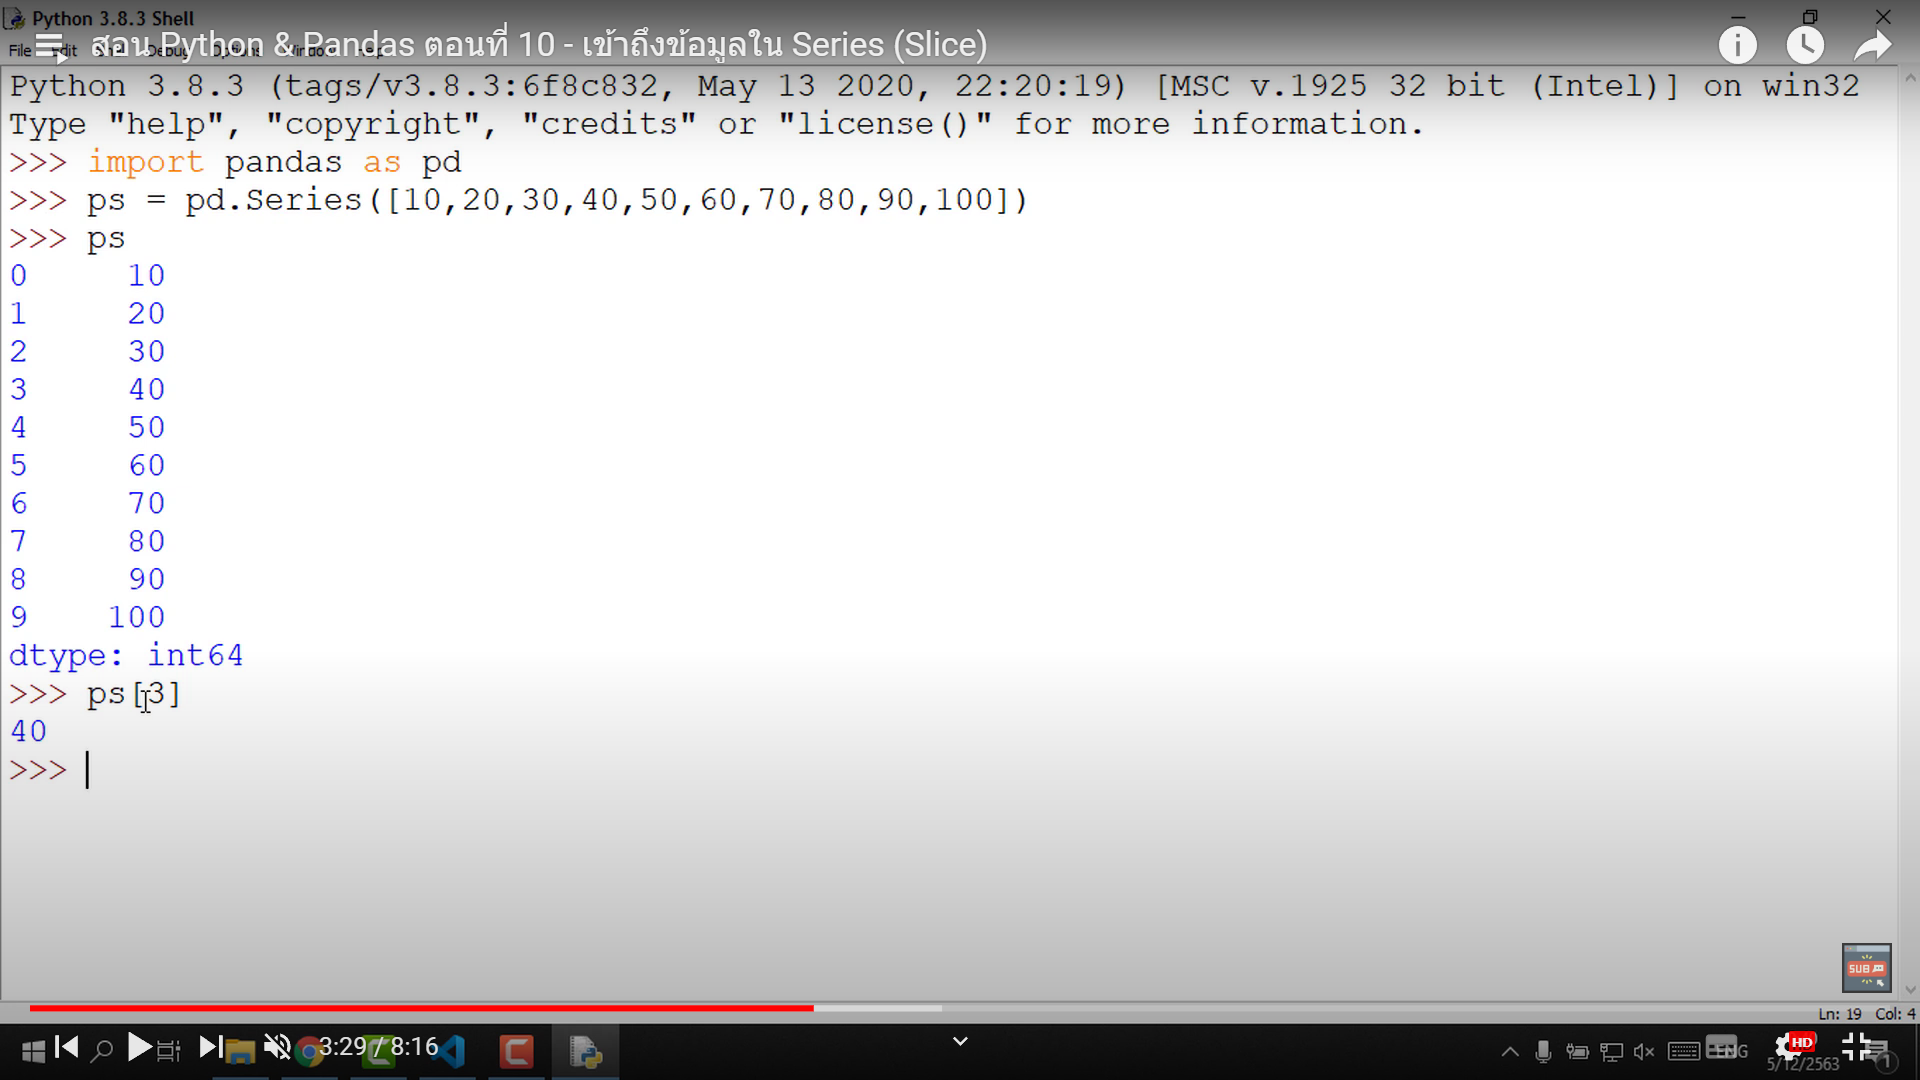 Python 3.8.3 Shell
File Edit Debug Options Window
สอน Python & Pandas ตอนที่ 10 - เข้าถึงข้อมูลใน Series (Slice)
Python 3.8.3 (tags/v3.8.3:6f8c832, May 13 2020, 22:20:19) [MSC v.1925 32 bit (Intel)] on win32
Type "help", "copyright", "credits" or "license()" for more information.
>>> import pandas as pd
>>> ps = pd.Series([10,20,30,40,50,60,70,80,90,100])
>>> ps
0 10
1 20
2 30
3 40
4 50
5 60
6 70
7 80
8 90
9 100
dtype: int64
>>> ps[3]
40
>>>
SUB
Ln: 19 Col: 4
3:29 / 8:16
ENG
HD
5/12/2563
1